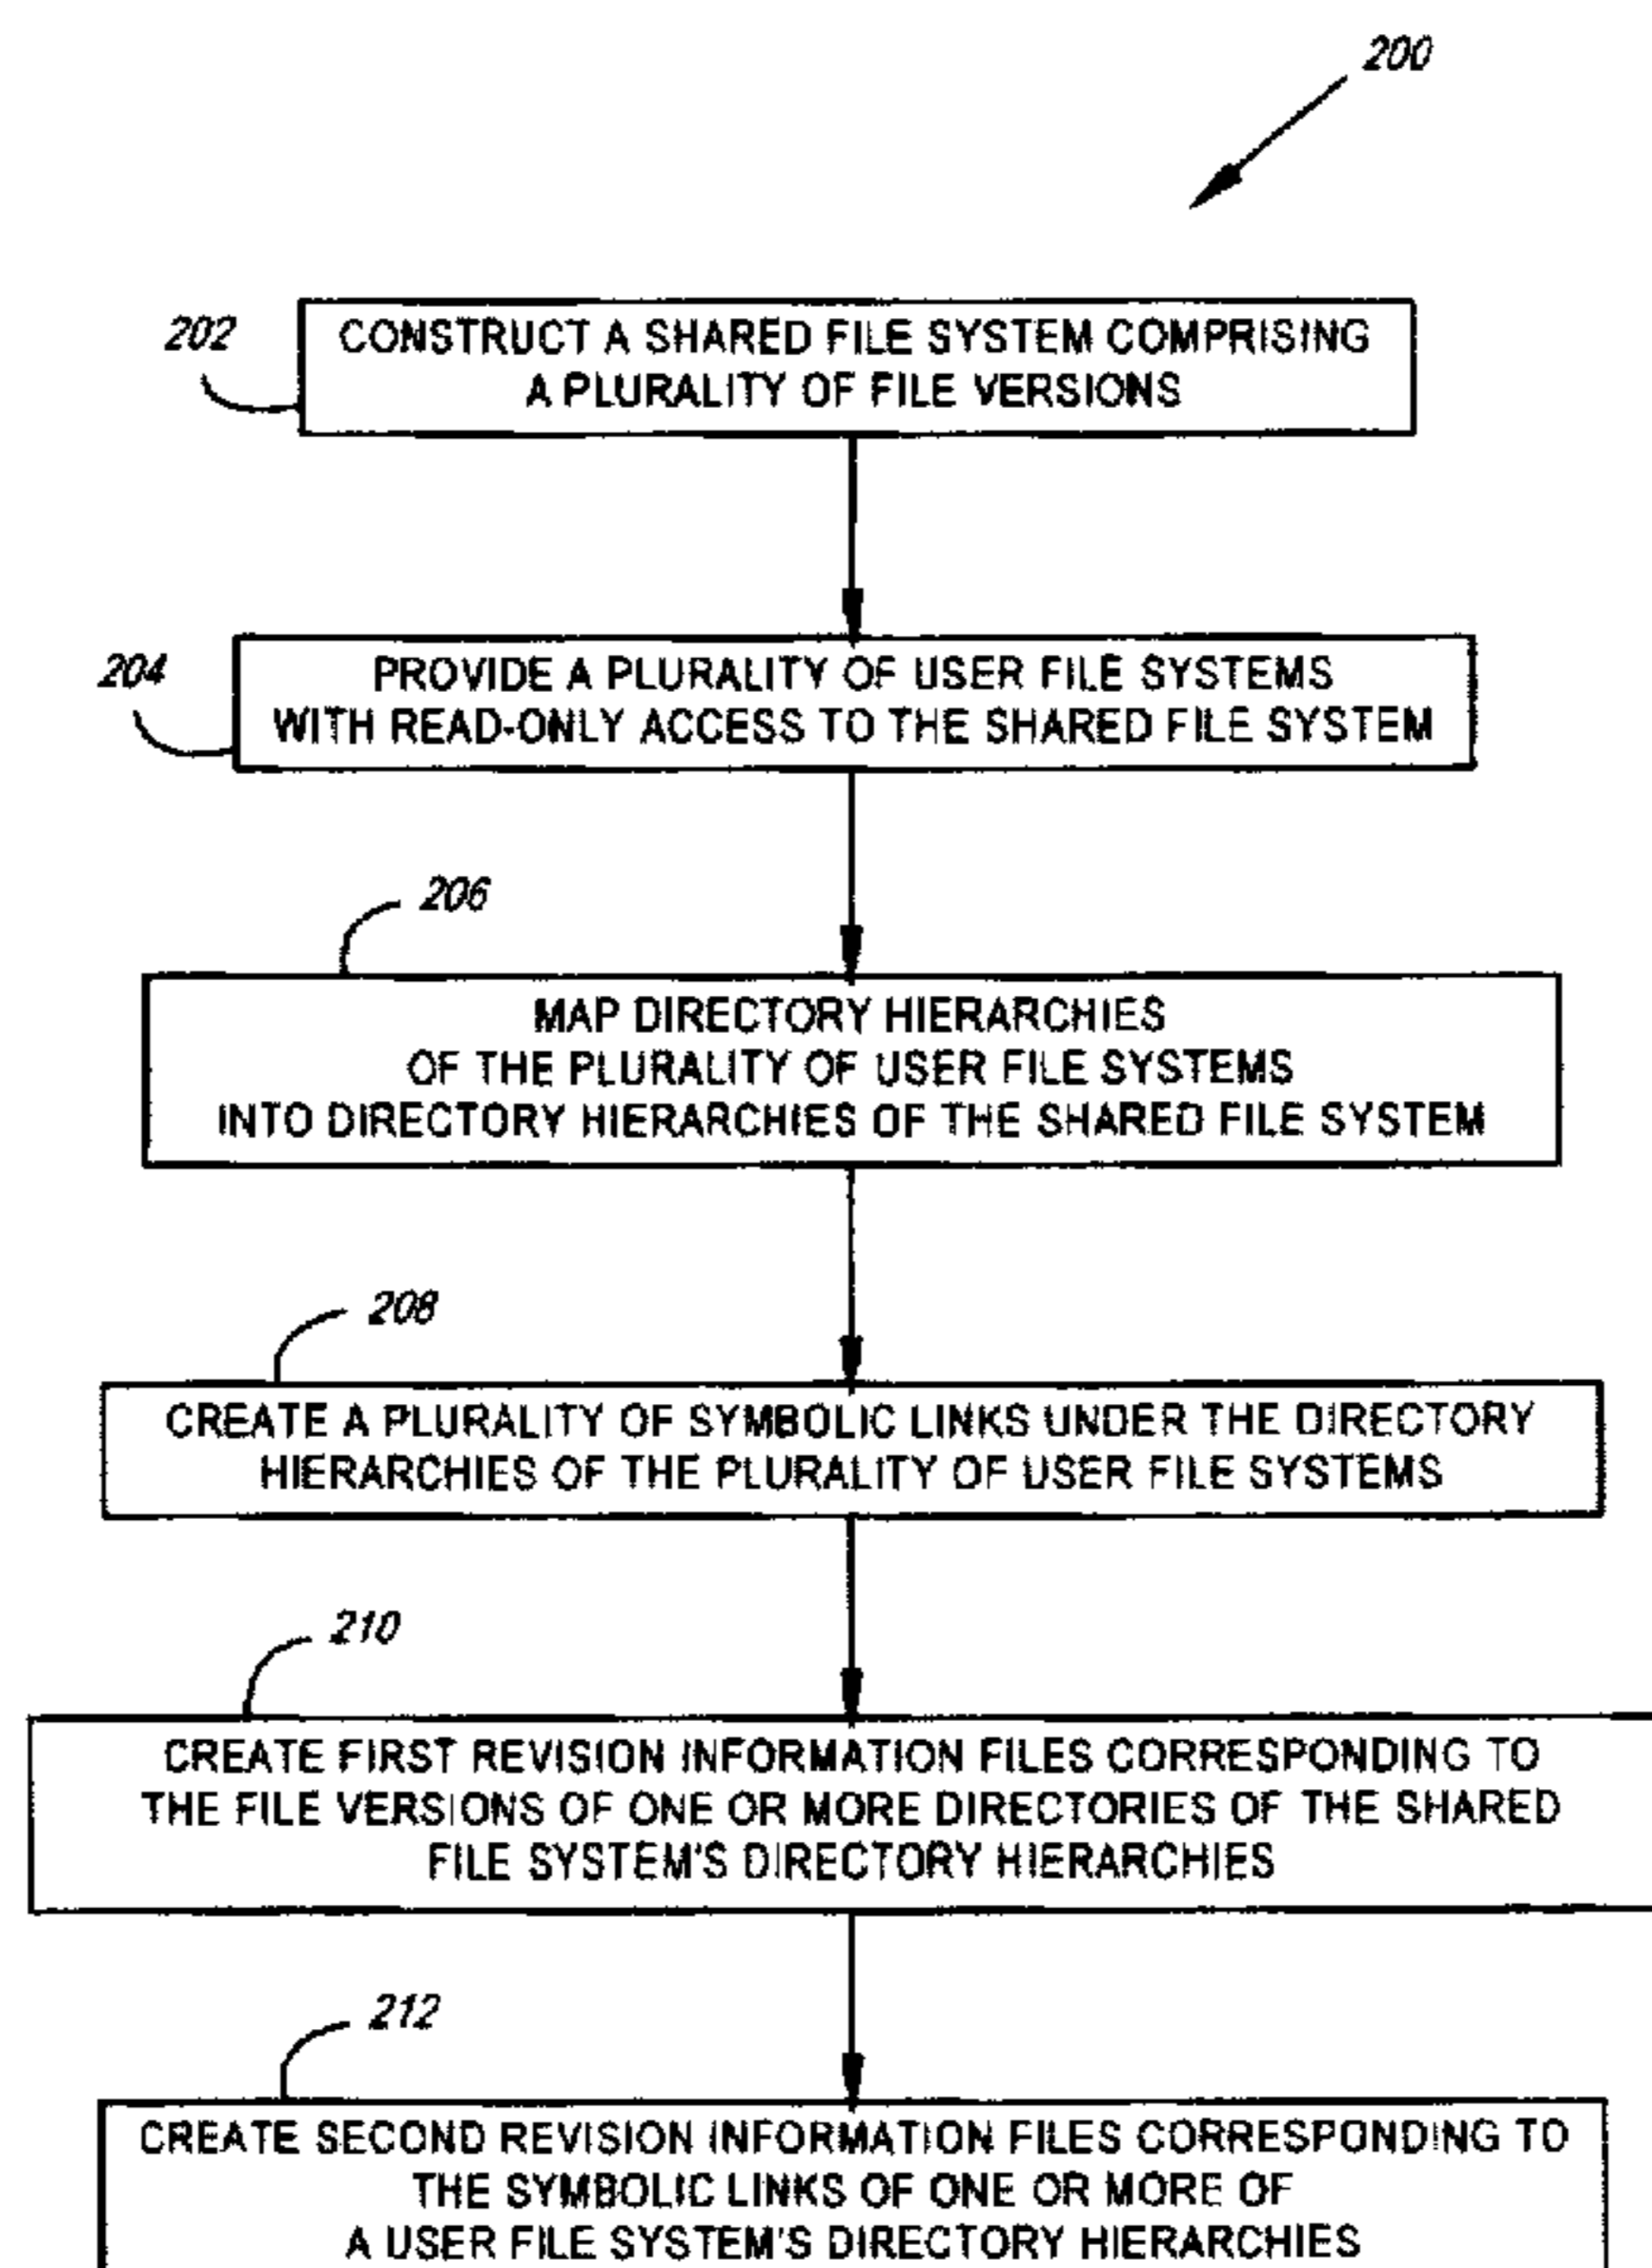 200
202
CONSTRUCT A SHARED FILE SYSTEM COMPRISING
A PLURALITY OF FILE VERSIONS
204
PROVIDE A PLURALITY OF USER FILE SYSTEMS
WITH READ-ONLY ACCESS TO THE SHARED FILE SYSTEM
206
MAP DIRECTORY HIERARCHIES
OF THE PLURALITY OF USER FILE SYSTEMS
INTO DIRECTORY HIERARCHIES OF THE SHARED FILE SYSTEM
208
CREATE A PLURALITY OF SYMBOLIC LINKS UNDER THE DIRECTORY
HIERARCHIES OF THE PLURALITY OF USER FILE SYSTEMS
210
CREATE FIRST REVISION INFORMATION FILES CORRESPONDING TO
THE FILE VERSIONS OF ONE OR MORE DIRECTORIES OF THE SHARED
FILE SYSTEM'S DIRECTORY HIERARCHIES
212
CREATE SECOND REVISION INFORMATION FILES CORRESPONDING TO
THE SYMBOLIC LINKS OF ONE OR MORE OF
A USER FILE SYSTEM'S DIRECTORY HIERARCHIES